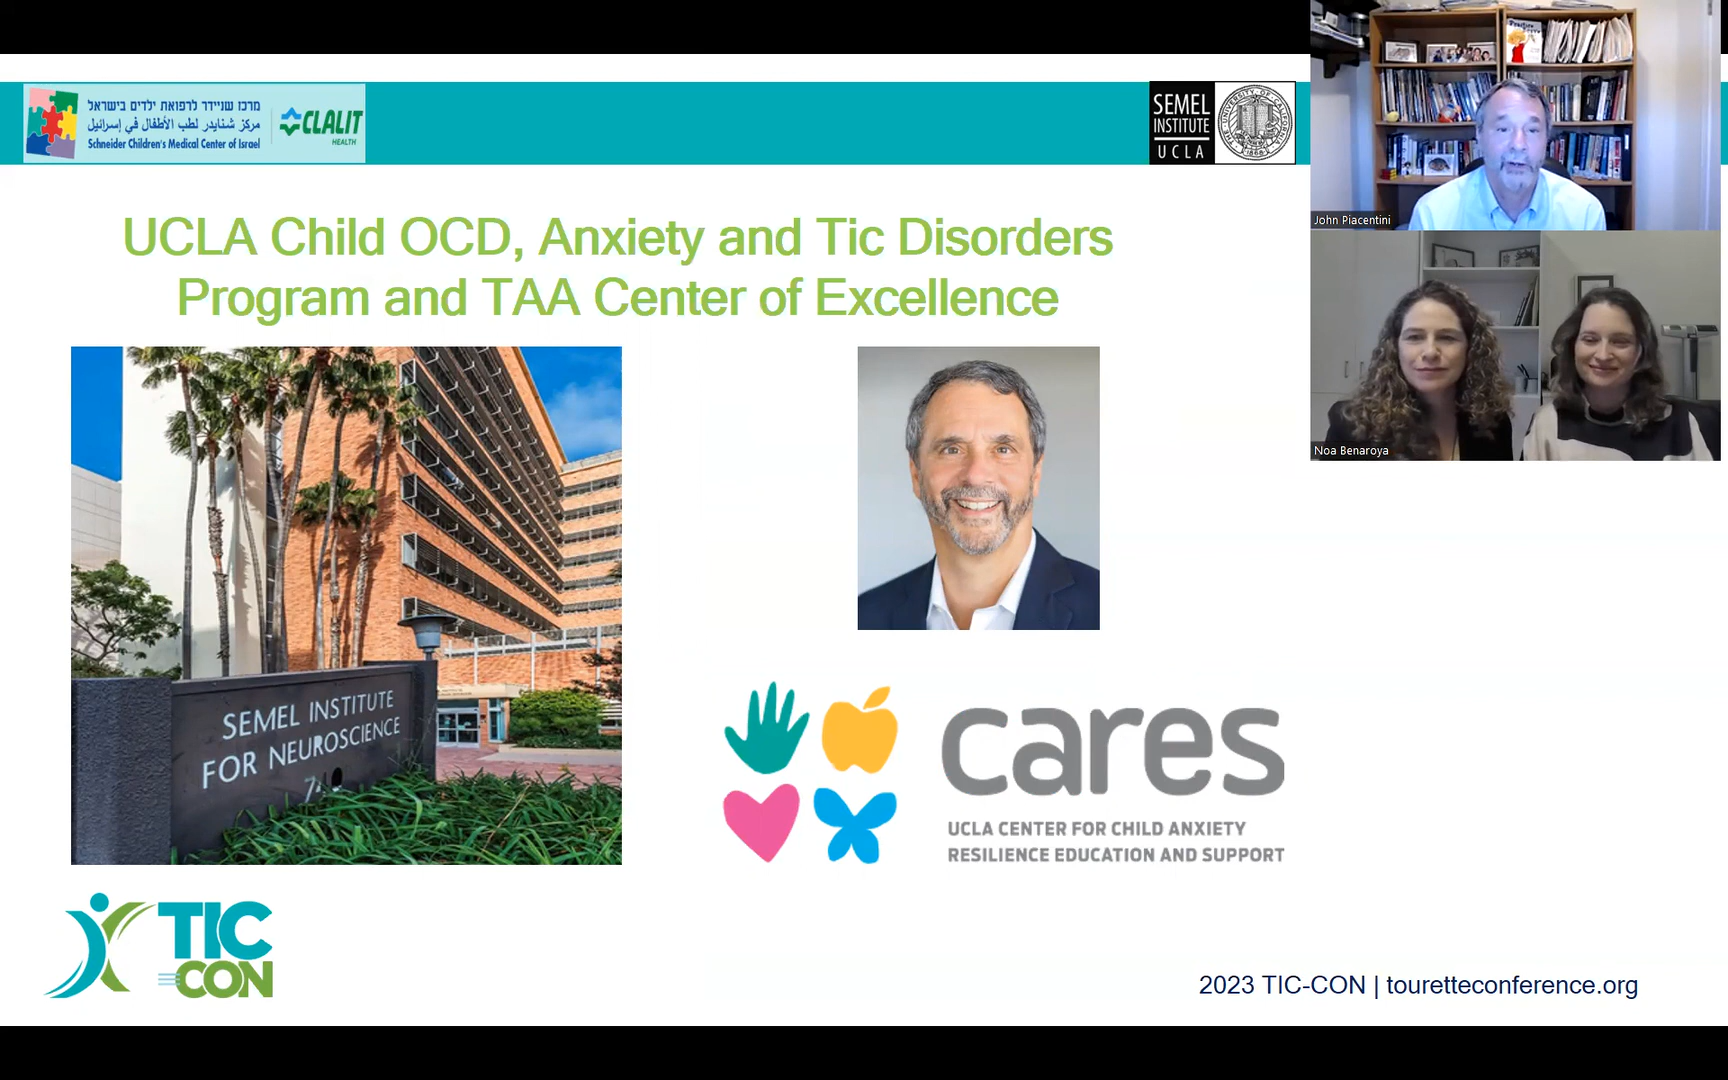 מרכז שניידר לרפואת ילדים בישראל
مركز شنايدر لطب الأطفال في إسرائيل
Schneider Children's Medical Center of Israel
CLALIT
HEALTH
SEMEL
INSTITUTE
UCLA
UCLA Child OCD, Anxiety and Tic Disorders
Program and TAA Center of Excellence
John Piacentini
Noa Benaroya
SEMEL INSTITUTE
FOR NEUROSCIENCE
cares
UCLA CENTER FOR CHILD ANXIETY
RESILIENCE EDUCATION AND SUPPORT
TIC
CON
2023 TIC-CON | touretteconference.org